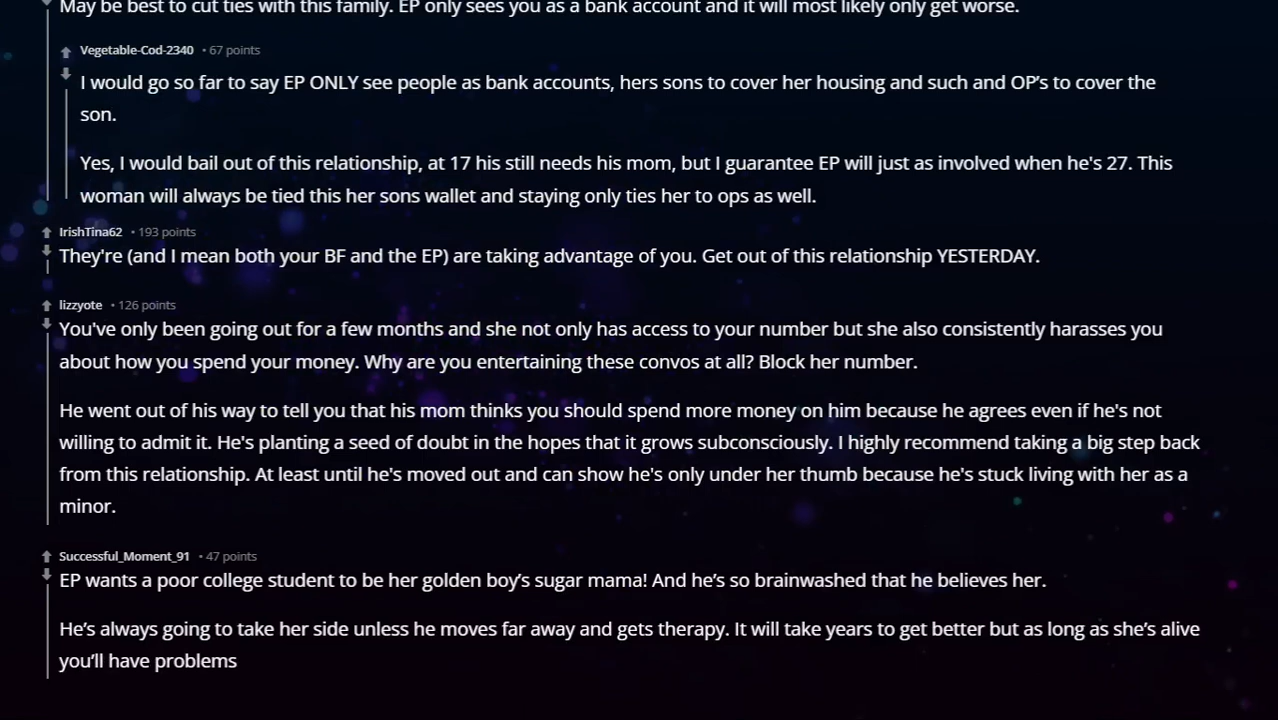 May be best to cut ties with this family. EP only sees you as a bank account and it will most likely only get worse.
Vegetable-Cod-2340 • 67 points
I would go so far to say EP ONLY see people as bank accounts, hers sons to cover her housing and such and OP's to cover the
son.
Yes, I would bail out of this relationship, at 17 his still needs his mom, but I guarantee EP will just as involved when he's 27. This
woman will always be tied this her sons wallet and staying only ties her to ops as well.
IrishTina62 • 193 points
They're (and I mean both your BF and the EP) are taking advantage of you. Get out of this relationship YESTERDAY.
lizzyote • 126 points
You've only been going out for a few months and she not only has access to your number but she also consistently harasses you
about how you spend your money. Why are you entertaining these convos at all? Block her number.
He went out of his way to tell you that his mom thinks you should spend more money on him because he agrees even if he's not
willing to admit it. He's planting a seed of doubt in the hopes that it grows subconsciously. I highly recommend taking a big step back
from this relationship. At least until he's moved out and can show he's only under her thumb because he's stuck living with her as a
minor.
Successful_Moment_91 • 47 points
EP wants a poor college student to be her golden boy’s sugar mama! And he’s so brainwashed that he believes her.
He’s always going to take her side unless he moves far away and gets therapy. It will take years to get better but as long as she’s alive
you’ll have problems